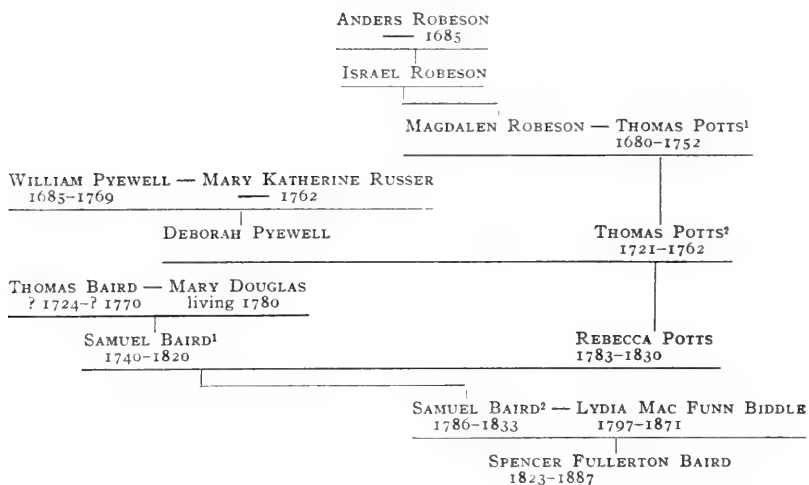 ANDERS ROBESON
— 1685
ISRAEL ROBESON
MAGDALEN ROBESON — THOMAS POTTS¹
1680–1752
WILLIAM PYEWELL — MARY KATHERINE RUSSER
1685–1769 — 1762
DEBORAH PYEWELL THOMAS POTTS²
1721–1762
THOMAS BAIRD — MARY DOUGLAS
? 1724–? 1770 living 1780
SAMUEL BAIRD¹ REBECCA POTTS
1740–1820 1783–1830
SAMUEL BAIRD² — LYDIA MAC FUNN BIDDLE
1786–1833 1797–1871
SPENCER FULLERTON BAIRD
1823–1887